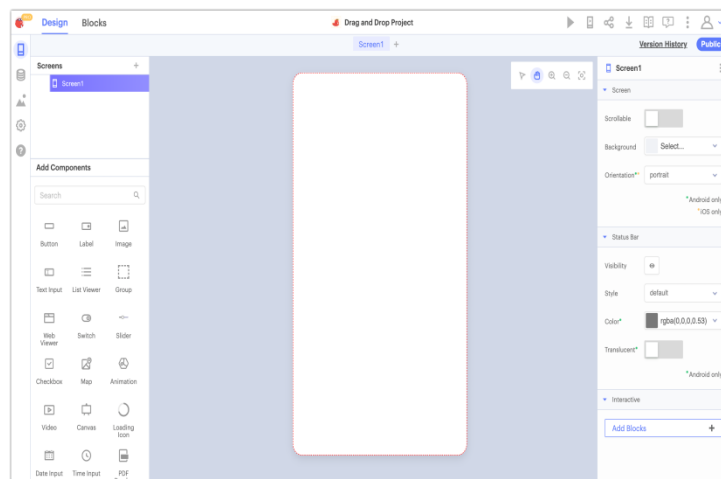 Design Blocks Drag and Drop Project
Screen1 +
Version History Public
Screens +
Screen1
Add Components
Search
Button Label Image
Text Input List Viewer Group
Web Viewer Switch Slider
Checkbox Map Animation
Video Canvas Loading Icon
Date Input Time Input PDF
Screen1
Screen
Scrollable
Background Select...
Orientation** portrait
*Android only
*iOS only
Status Bar
Visibility
Style default
Color* rgba(0,0,0,0.53)
Translucent*
*Android only
Interactive
Add Blocks +